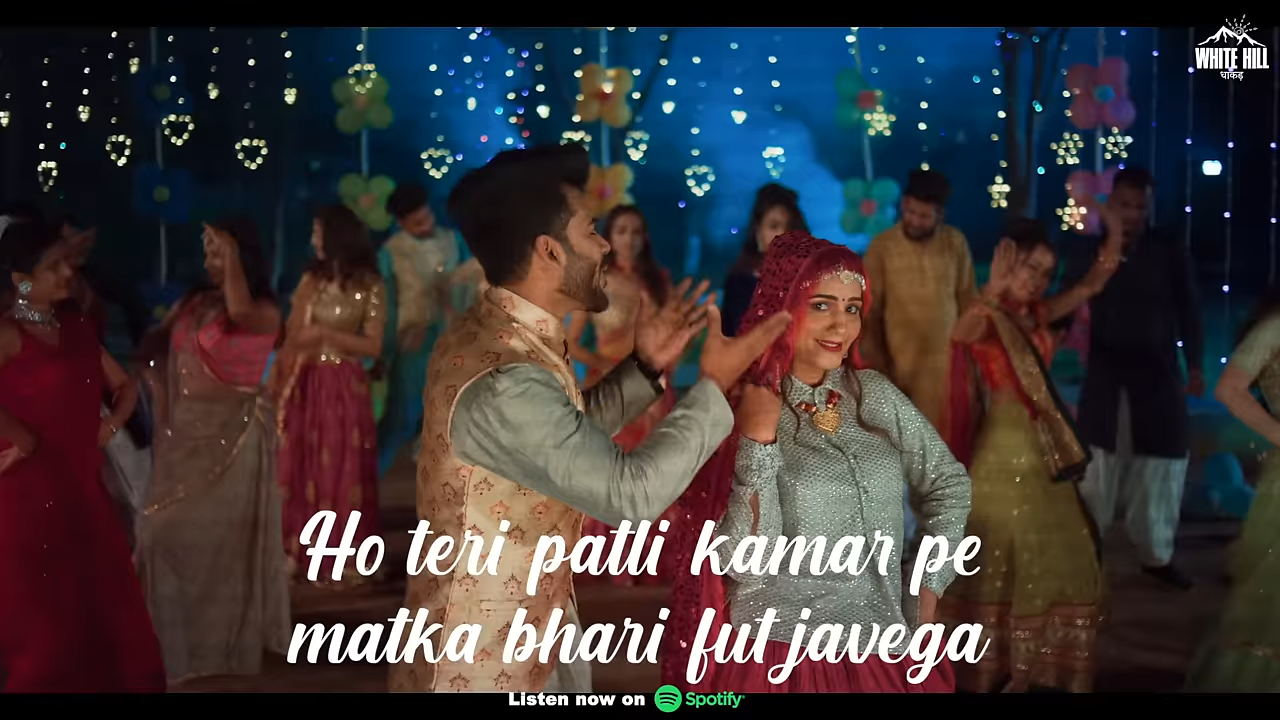 WHITE HILL
धाकड़
Ho teri patli kamar pe
matka bhari fut javega
Listen now on Spotify